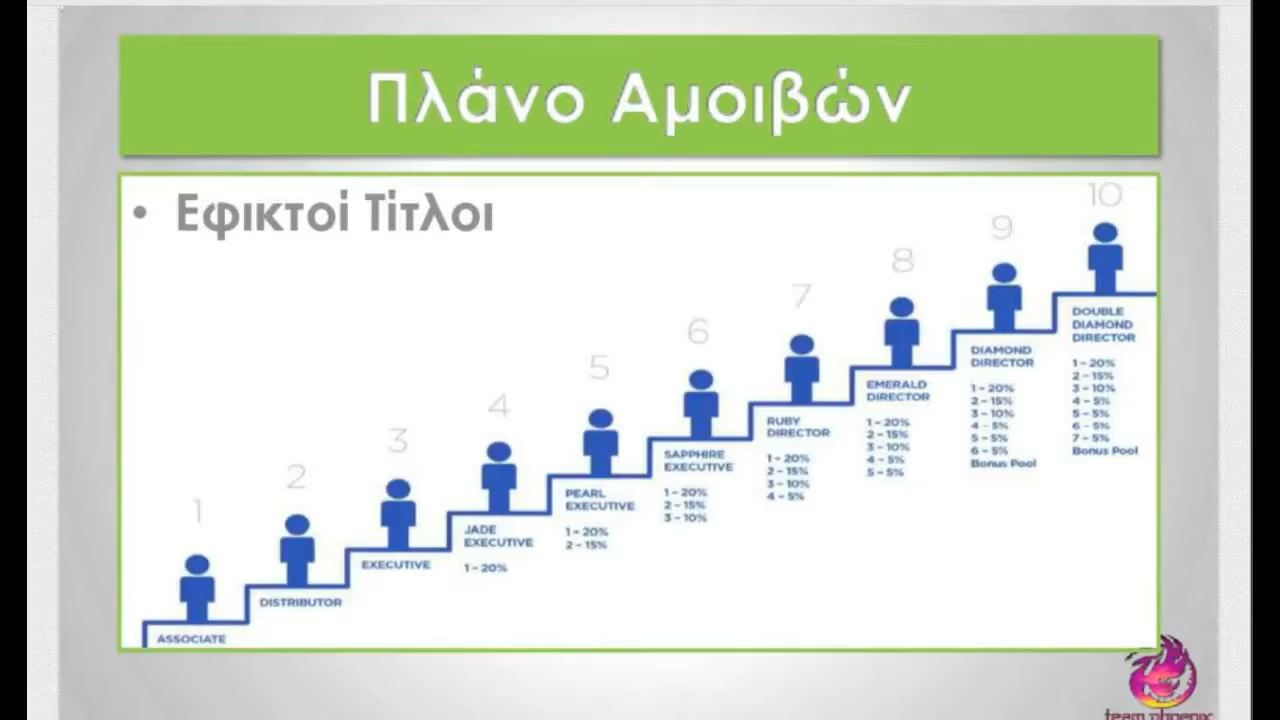 Πλάνο Αμοιβών
• Εφικτοί Τίτλοι
1
ASSOCIATE
2
DISTRIBUTOR
3
EXECUTIVE
4
JADE
EXECUTIVE
1 – 20%
5
PEARL
EXECUTIVE
1 – 20%
2 – 15%
6
SAPPHIRE
EXECUTIVE
1 – 20%
2 – 15%
3 – 10%
7
RUBY
DIRECTOR
1 – 20%
2 – 15%
3 – 10%
4 – 5%
8
EMERALD
DIRECTOR
1 – 20%
2 – 15%
3 – 10%
4 – 5%
5 – 5%
9
DIAMOND
DIRECTOR
1 – 20%
2 – 15%
3 – 10%
4 – 5%
5 – 5%
6 – 5%
Bonus Pool
10
DOUBLE
DIAMOND
DIRECTOR
1 – 20%
2 – 15%
3 – 10%
4 – 5%
5 – 5%
6 – 5%
7 – 5%
Bonus Pool
team phoenix